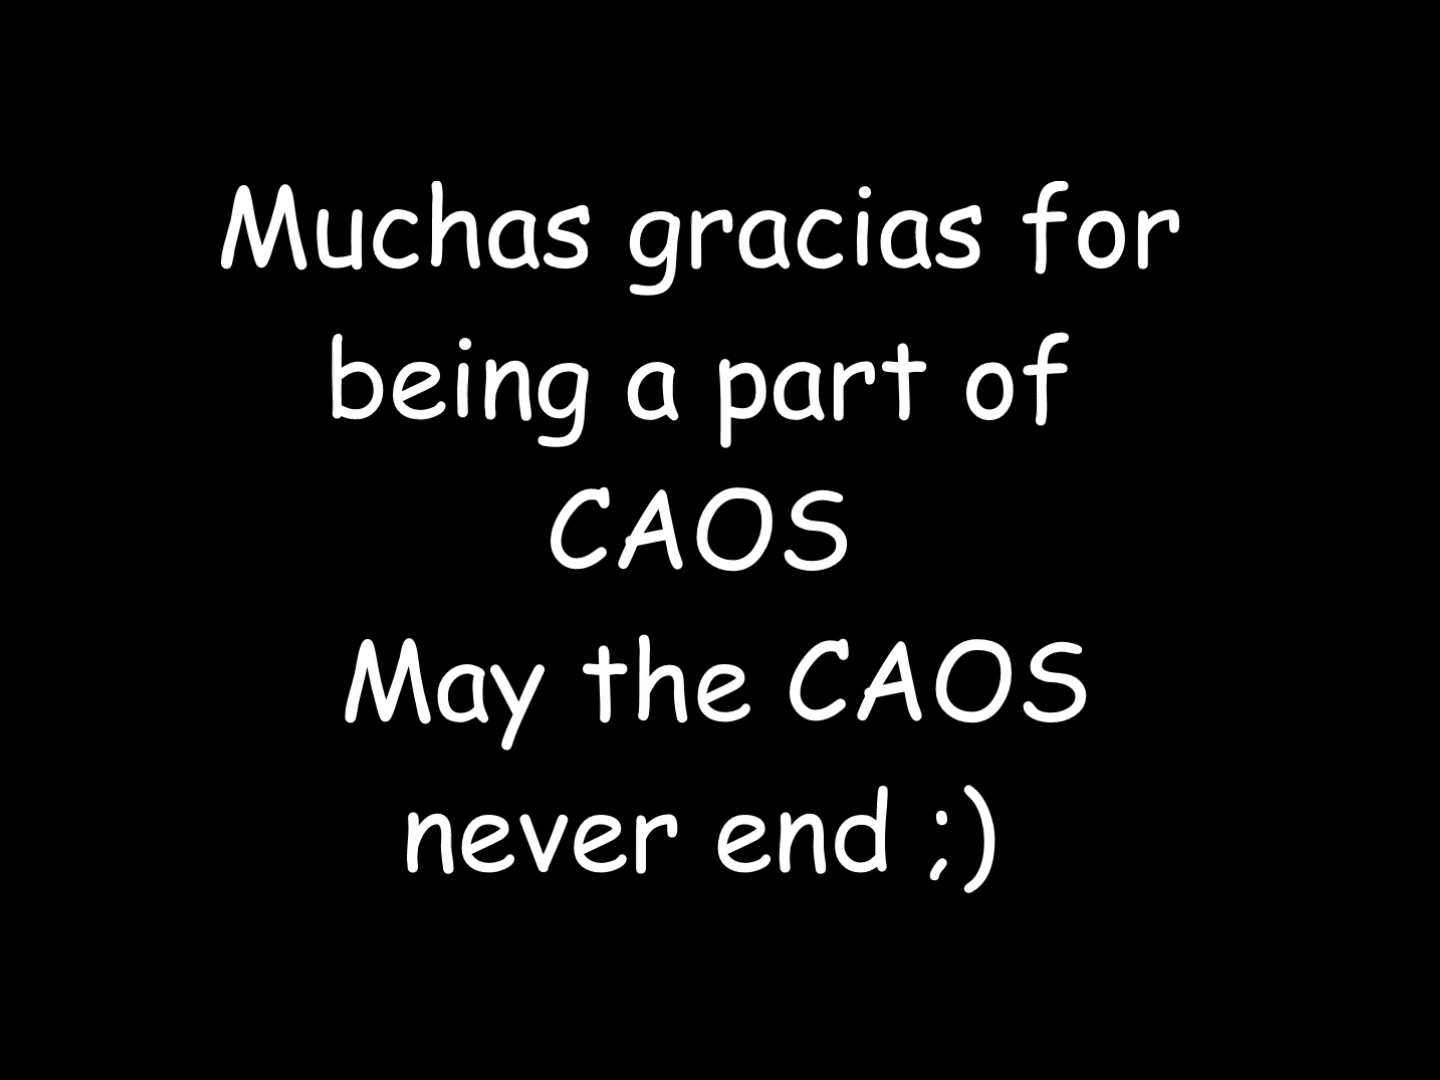 Muchas gracias for
being a part of
CAOS
May the CAOS
never end ;)